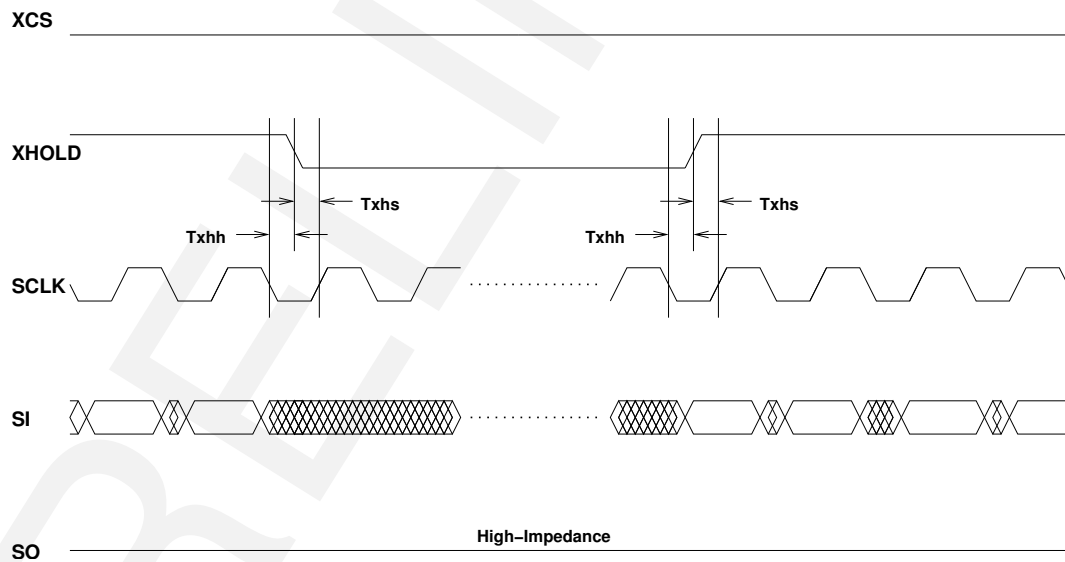 XCS
XHOLD
Txhs
Txhs
Txhh
Txhh
SCLK
SI
High−Impedance
SO